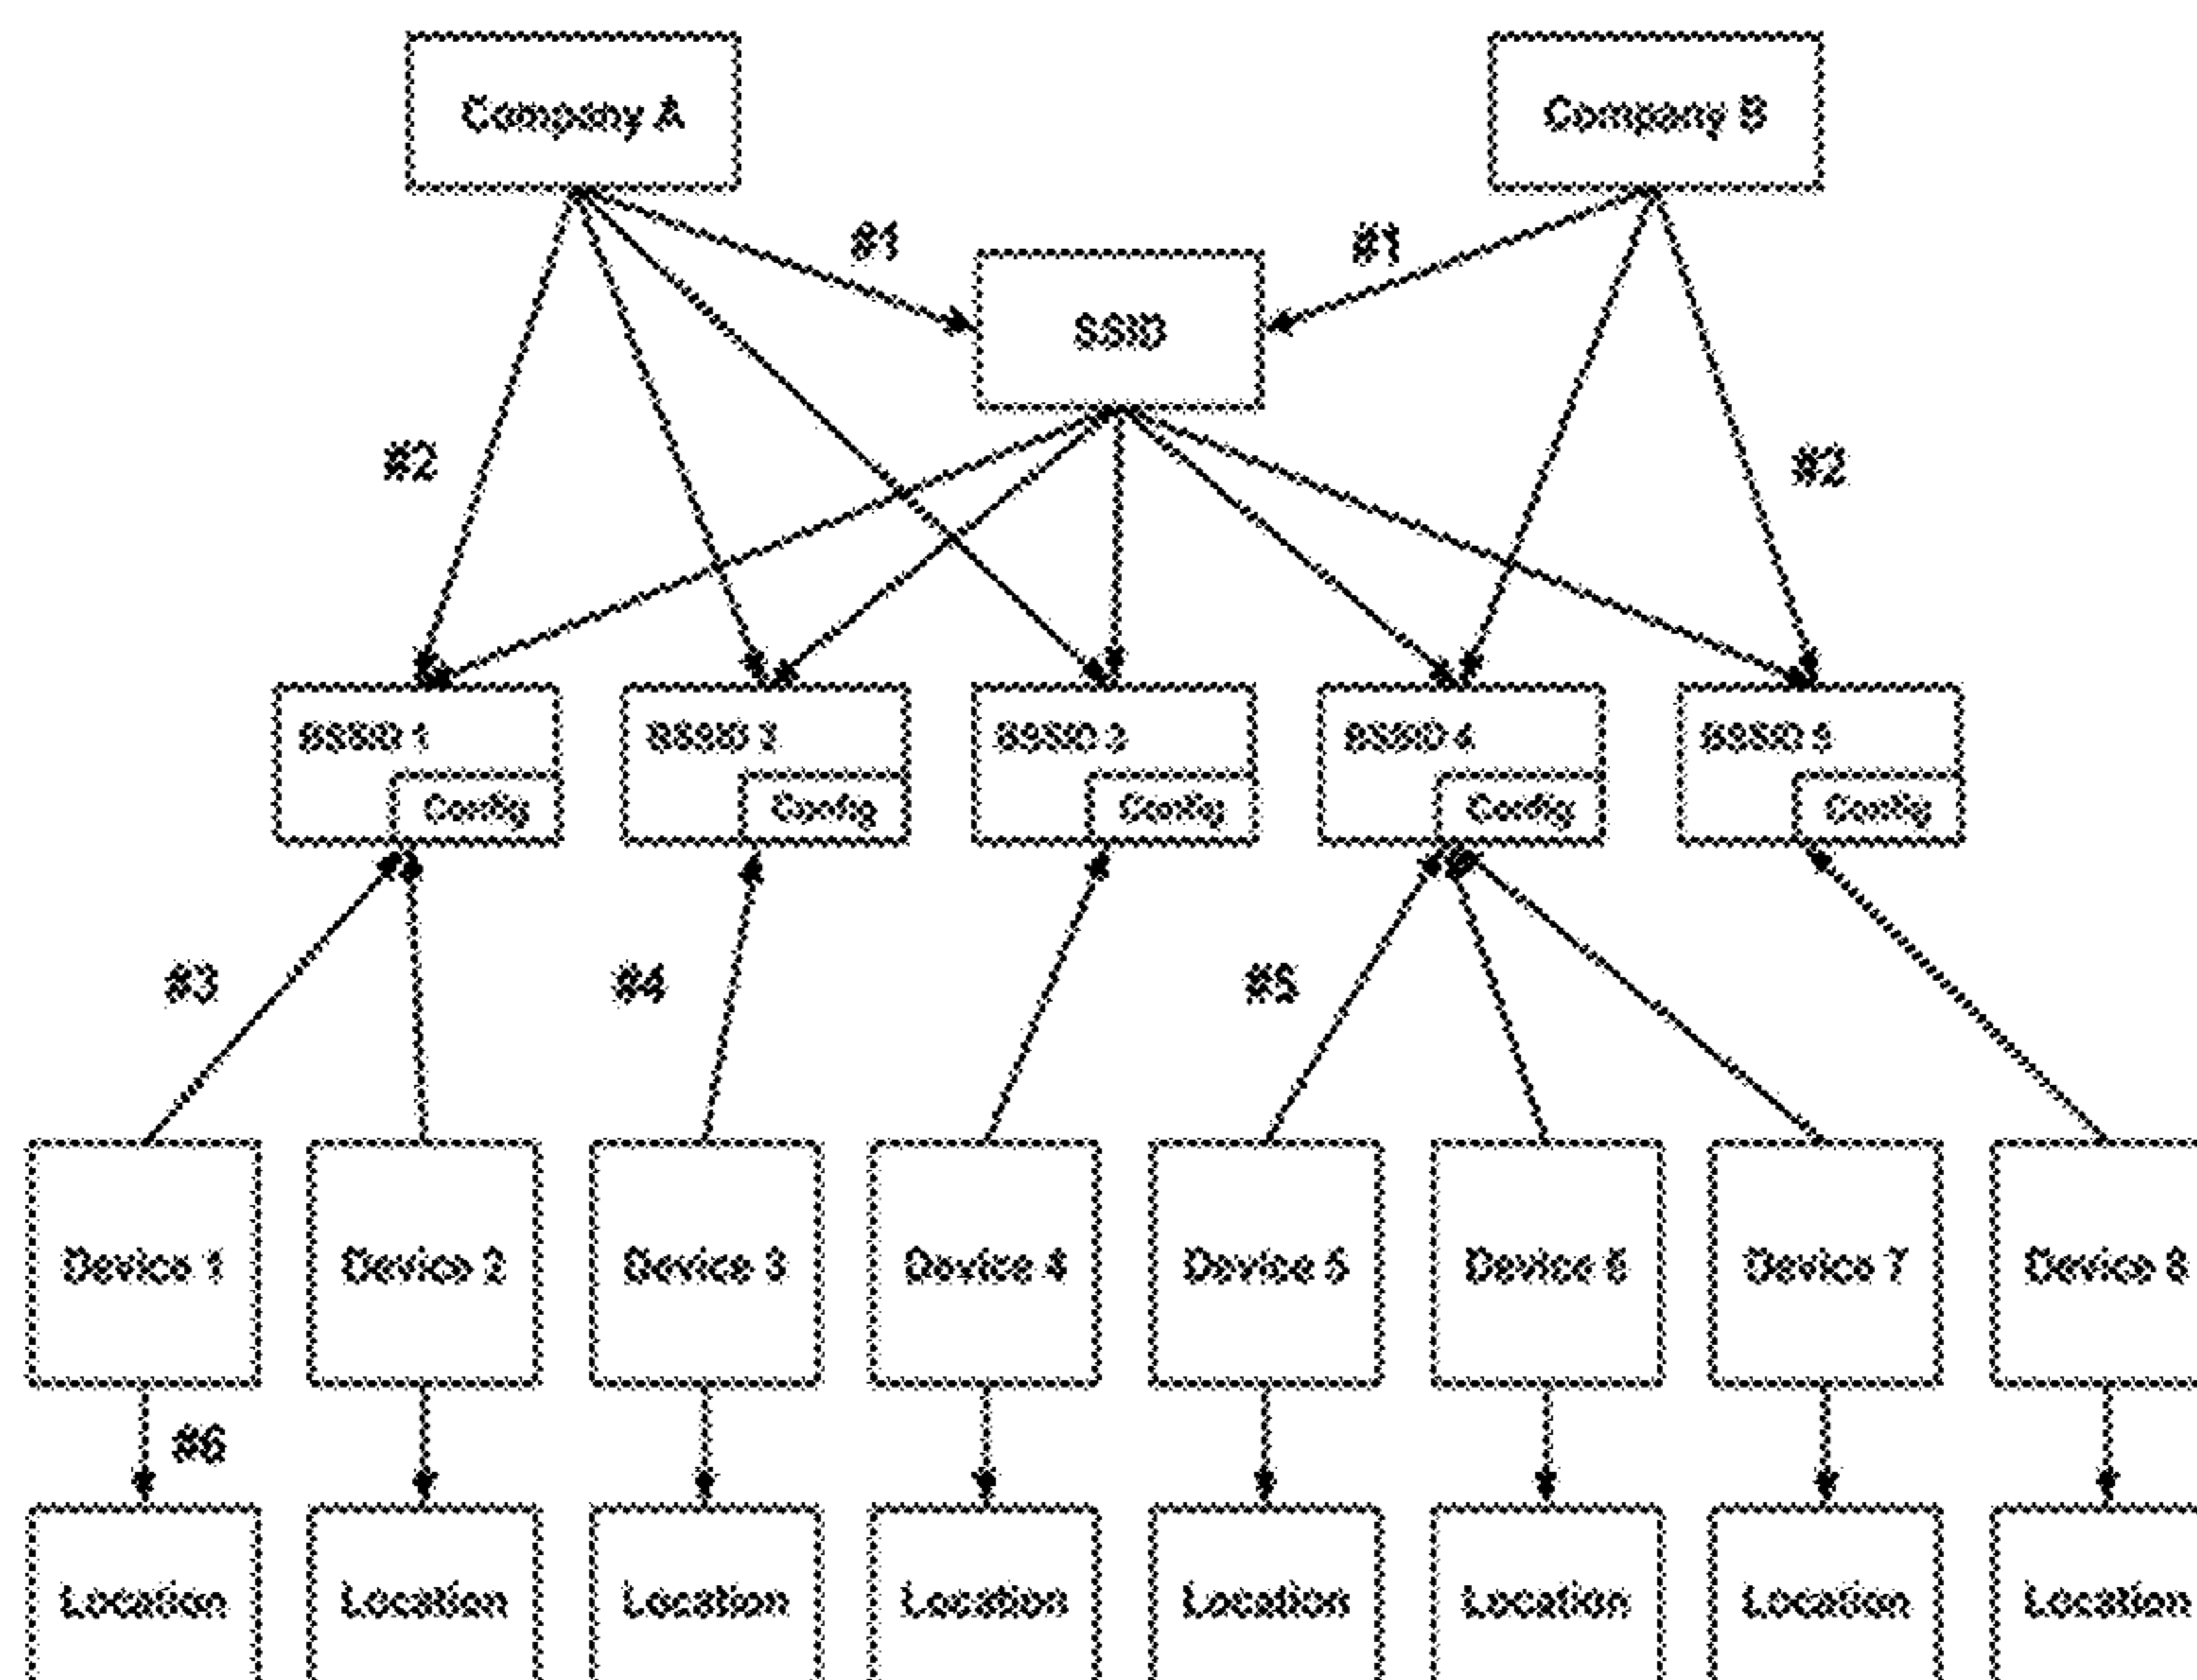 Company A
Company B
#1
#1
SSID
#2
#2
BSSID 1
BSSID 2
BSSID 3
BSSID 4
BSSID 5
Config
Config
Config
Config
Config
#3
#4
#5
Device 1
Device 2
Device 3
Device 4
Device 5
Device 6
Device 7
Device 8
#6
Location
Location
Location
Location
Location
Location
Location
Location